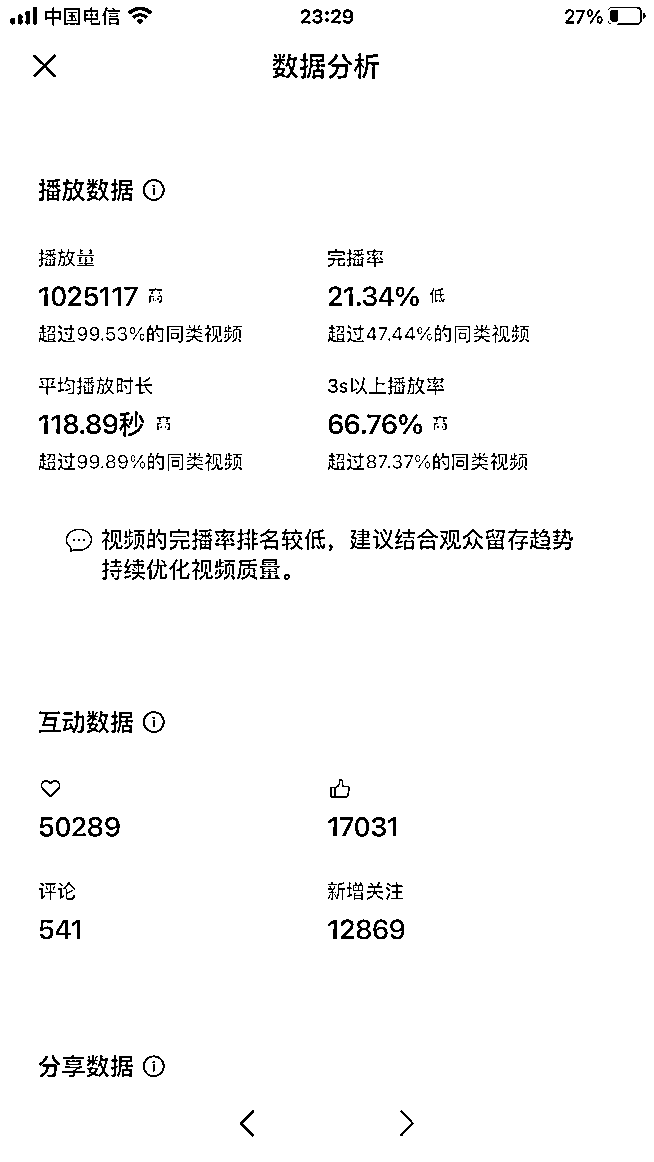 中国电信 23:29 27%
数据分析
播放数据
播放量 完播率
1025117 高 21.34% 低
超过99.53%的同类视频 超过47.44%的同类视频
平均播放时长 3s以上播放率
118.89秒 高 66.76% 高
超过99.89%的同类视频 超过87.37%的同类视频
视频的完播率排名较低，建议结合观众留存趋势
持续优化视频质量。
互动数据
50289 17031
评论 新增关注
541 12869
分享数据